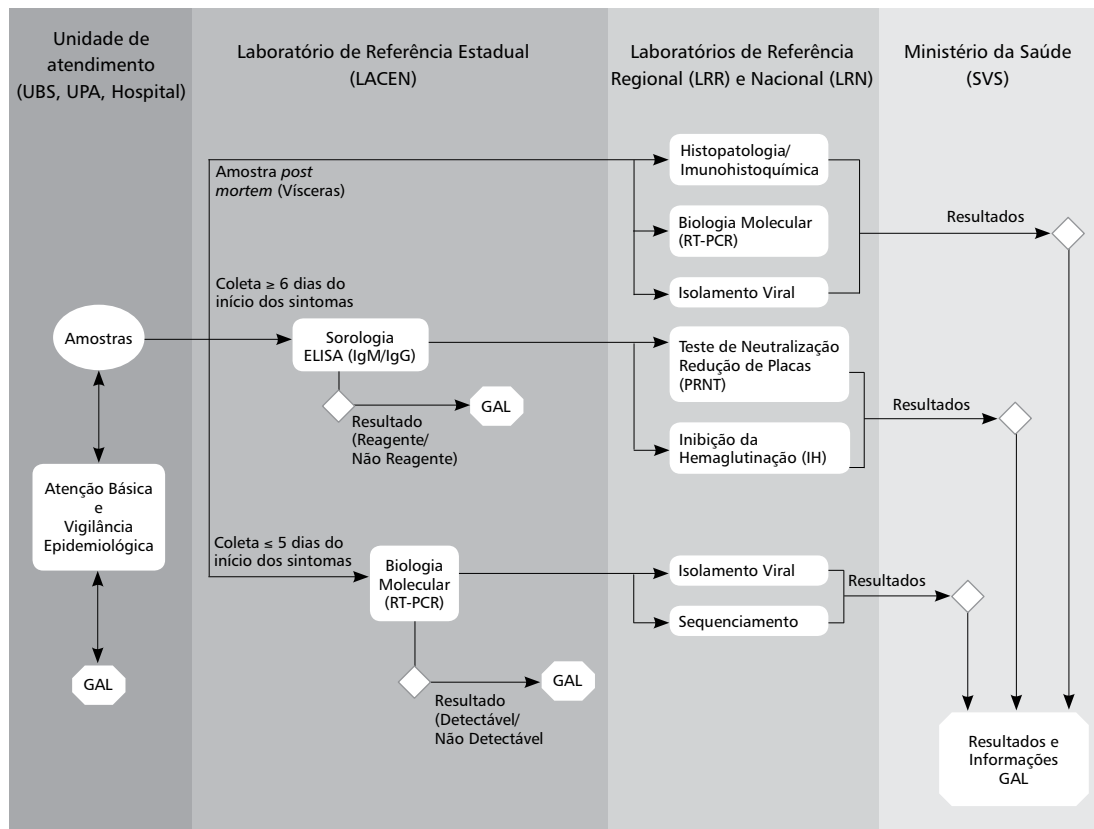 Unidade de
atendimento
(UBS, UPA, Hospital)
Laboratório de Referência Estadual
(LACEN)
Laboratórios de Referência
Regional (LRR) e Nacional (LRN)
Ministério da Saúde
(SVS)
Amostra post
mortem (Vísceras)
Histopatologia/
Imunohistoquímica
Biologia Molecular
(RT-PCR)
Isolamento Viral
Resultados
Coleta ≥ 6 dias do
início dos sintomas
Amostras
Sorologia
ELISA (IgM/IgG)
GAL
Resultado
(Reagente/
Não Reagente)
Teste de Neutralização
Redução de Placas
(PRNT)
Inibição da
Hemaglutinação (IH)
Resultados
Atenção Básica
e
Vigilância
Epidemiológica
GAL
Coleta ≤ 5 dias do
início dos sintomas
Biologia
Molecular
(RT-PCR)
GAL
Resultado
(Detectável/
Não Detectável
Isolamento Viral
Sequenciamento
Resultados
Resultados e
Informações
GAL